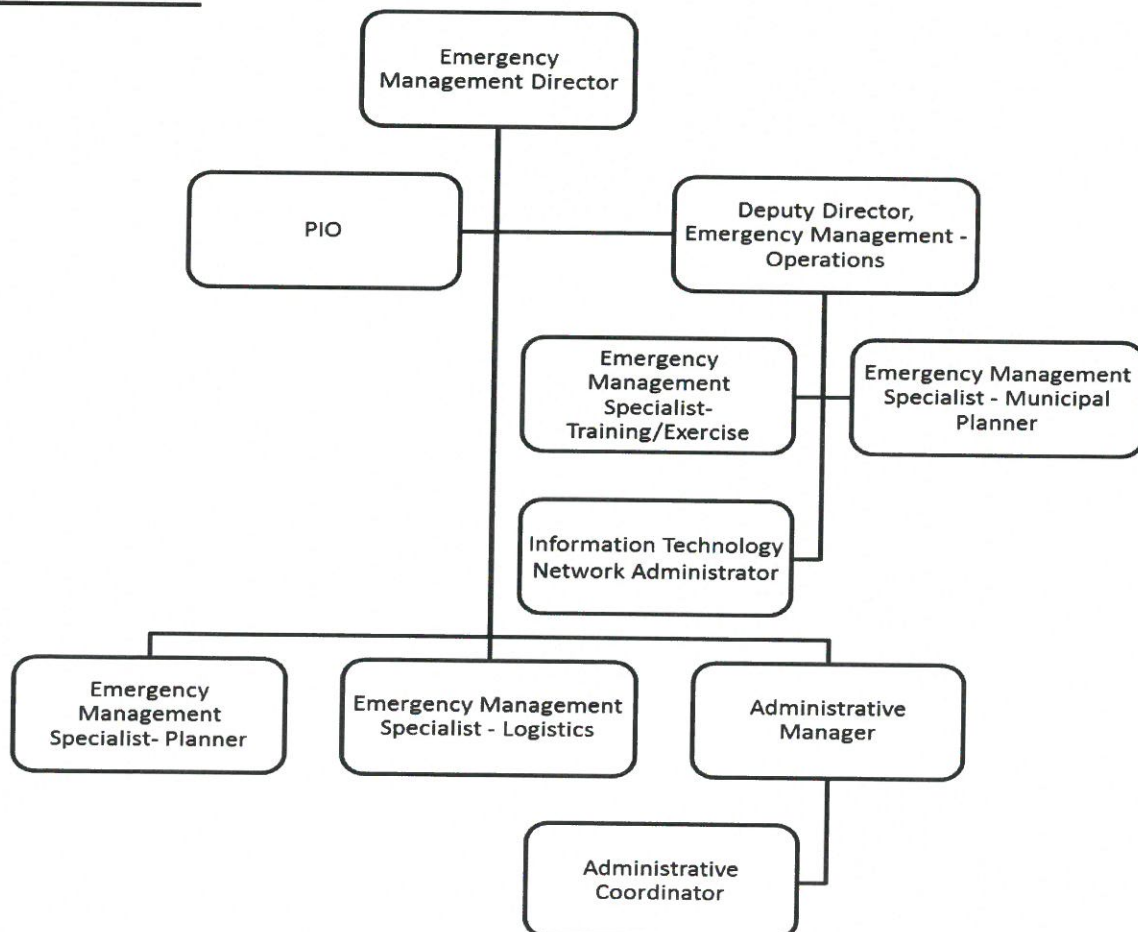 Emergency
Management Director
PIO
Deputy Director,
Emergency Management -
Operations
Emergency
Management
Specialist-
Training/Exercise
Emergency Management
Specialist - Municipal
Planner
Information Technology
Network Administrator
Emergency
Management
Specialist- Planner
Emergency Management
Specialist - Logistics
Administrative
Manager
Administrative
Coordinator